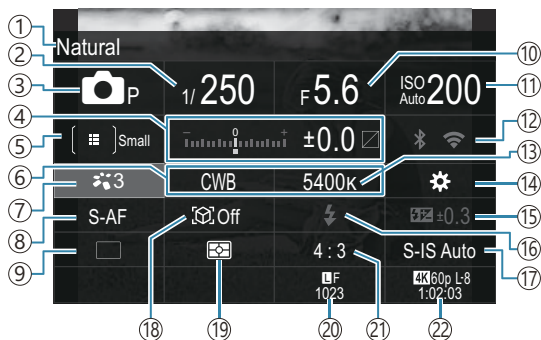 ① Natural
② 1/250
⑩ F5.6
⑪ ISO Auto 200
③ P
④ − 0 + ±0.0
⑤ Small
⑫
⑥ CWB 5400K ⑬
⑦ 3
⑭
⑧ S-AF
⑱ Off
⑮ ±0.3
⑨
⑯
⑲
㉑ 4 : 3
⑰ S-IS Auto
⑳ L F
1023
㉒ 4K 60p L-8
1:02:03